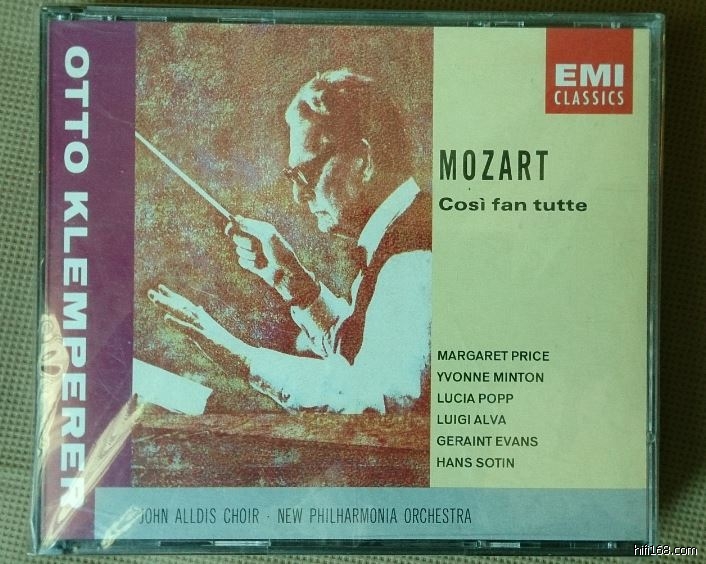 OTTO KLEMPERER
EMI
CLASSICS
MOZART
Così fan tutte
MARGARET PRICE
YVONNE MINTON
LUCIA POPP
LUIGI ALVA
GERAINT EVANS
HANS SOTIN
JOHN ALLDIS CHOIR · NEW PHILHARMONIA ORCHESTRA
hifi168.com